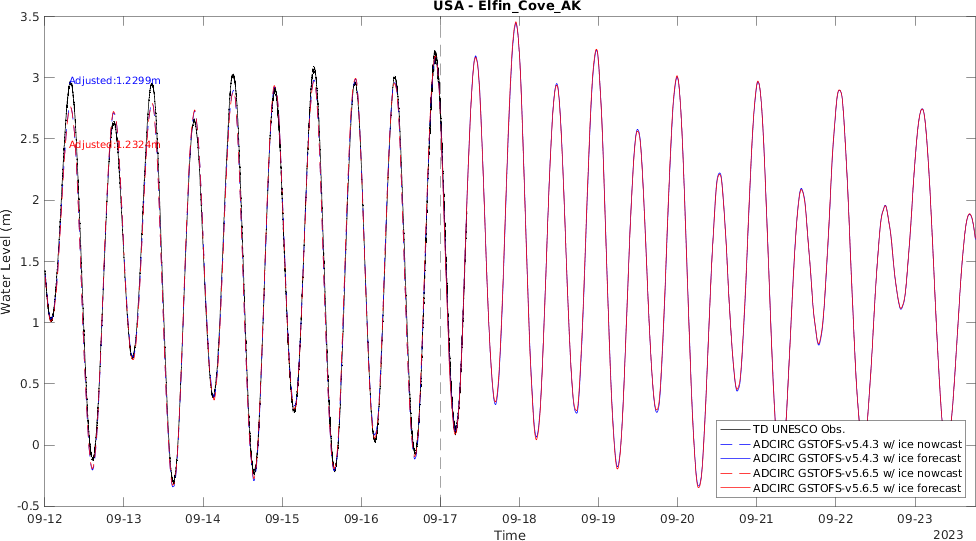 USA - Elfin_Cove_AK
3.5
3
2.5
2
1.5
1
0.5
0
-0.5
Water Level (m)
Adjusted:1.2299m
Adjusted:1.2324m
TD UNESCO Obs.
ADCIRC GSTOFS-v5.4.3 w/ ice nowcast
ADCIRC GSTOFS-v5.4.3 w/ ice forecast
ADCIRC GSTOFS-v5.6.5 w/ ice nowcast
ADCIRC GSTOFS-v5.6.5 w/ ice forecast
09-12 09-13 09-14 09-15 09-16 09-17 09-18 09-19 09-20 09-21 09-22 09-23
Time
2023